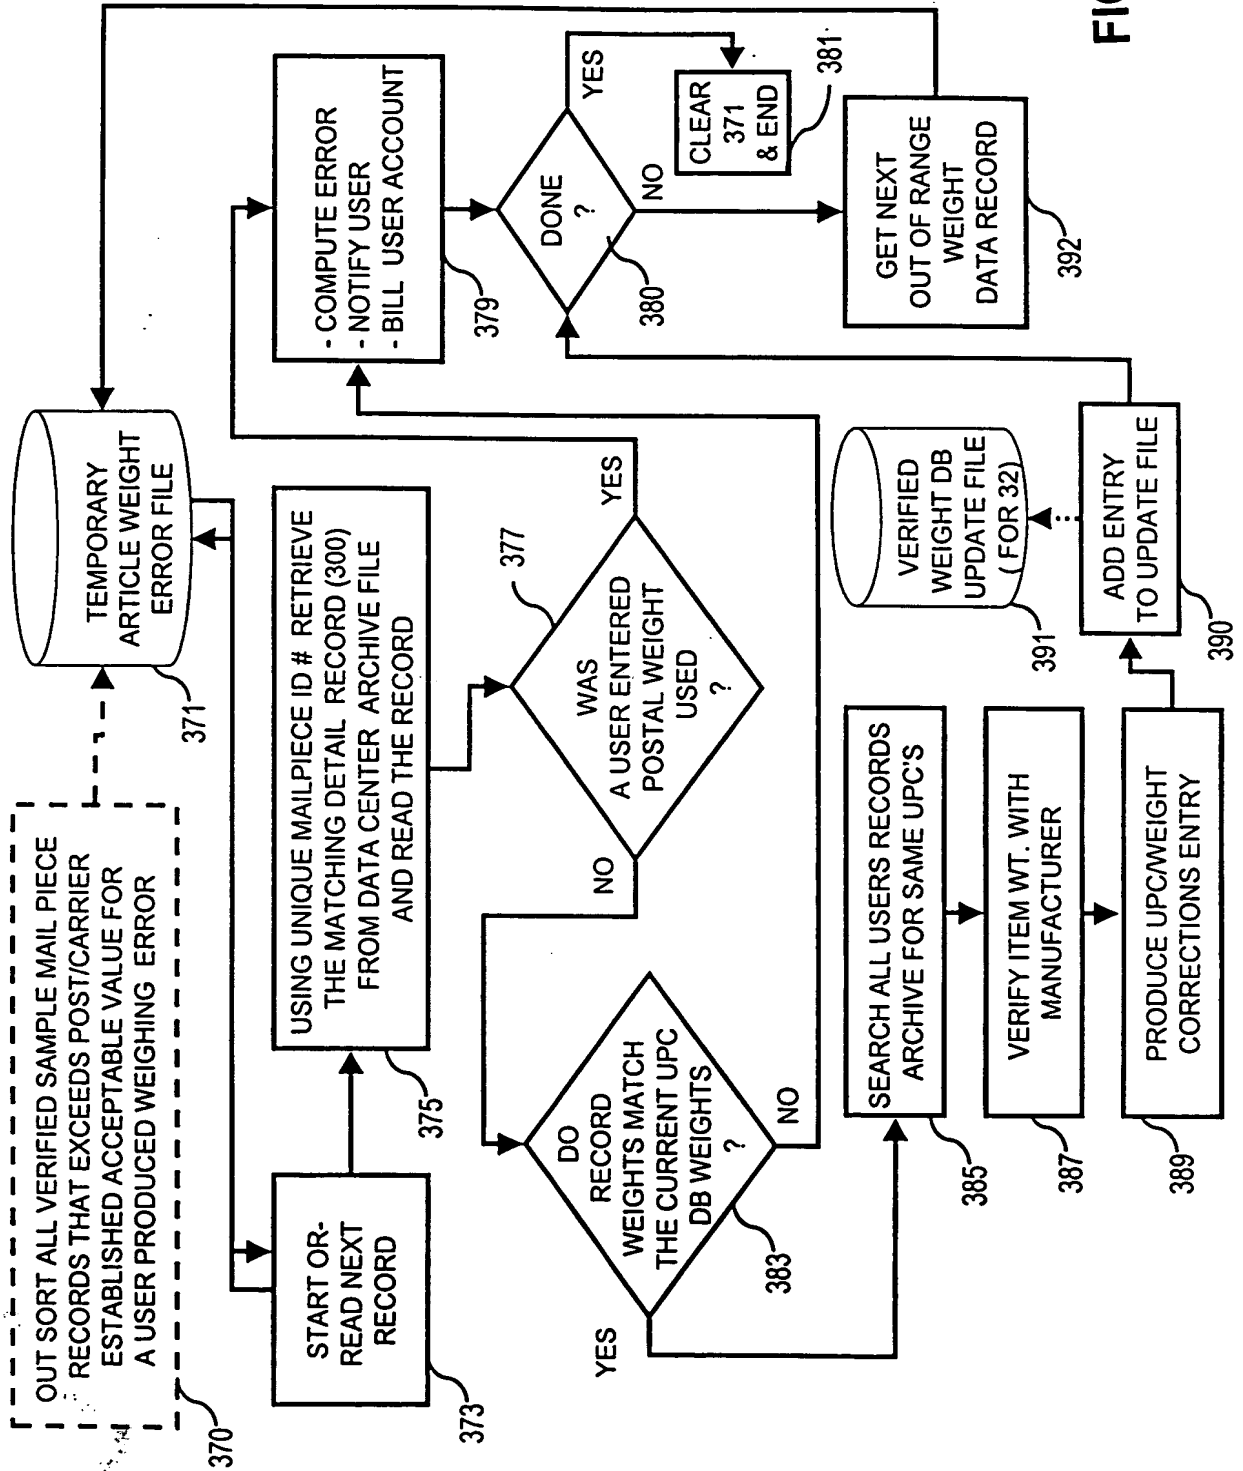 OUT SORT ALL VERIFIED SAMPLE MAIL PIECE
RECORDS THAT EXCEEDS POST/CARRIER
ESTABLISHED ACCEPTABLE VALUE FOR
A USER PRODUCED WEIGHING ERROR
370
TEMPORARY
ARTICLE WEIGHT
ERROR FILE
371
START OR-
READ NEXT
RECORD
373
USING UNIQUE MAILPIECE ID # RETRIEVE
THE MATCHING DETAIL RECORD (300)
FROM DATA CENTER ARCHIVE FILE
AND READ THE RECORD
375
WAS
A USER ENTERED
POSTAL WEIGHT
USED
?
377
YES
NO
- COMPUTE ERROR
- NOTIFY USER
- BILL USER ACCOUNT
379
DONE
?
380
YES
NO
CLEAR
371
& END
381
GET NEXT
OUT OF RANGE
WEIGHT
DATA RECORD
392
DO
RECORD
WEIGHTS MATCH
THE CURRENT UPC
DB WEIGHTS
?
383
YES
NO
SEARCH ALL USERS RECORDS
ARCHIVE FOR SAME UPC'S
385
VERIFY ITEM WT. WITH
MANUFACTURER
387
PRODUCE UPC/WEIGHT
CORRECTIONS ENTRY
389
VERIFIED
WEIGHT DB
UPDATE FILE
( FOR 32)
391
ADD ENTRY
TO UPDATE FILE
390